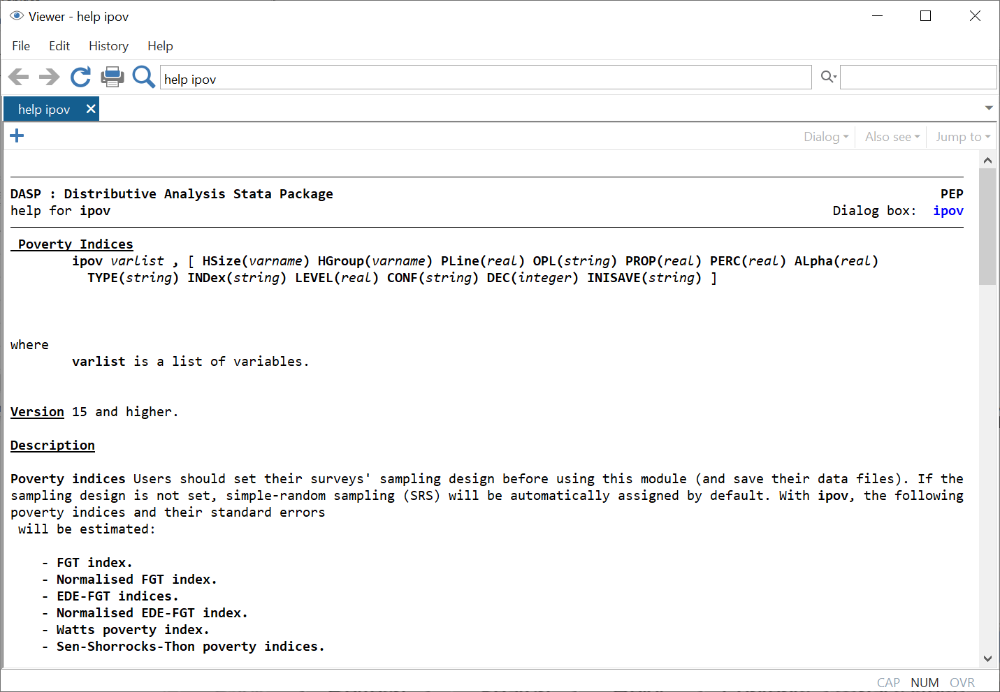 Viewer - help ipov
File Edit History Help
help ipov
help ipov
Dialog Also see Jump to
DASP : Distributive Analysis Stata Package PEP
help for ipov Dialog box: ipov
Poverty Indices
ipov varlist , [ HSize(varname) HGroup(varname) PLine(real) OPL(string) PROP(real) PERC(real) ALpha(real)
TYPE(string) INDex(string) LEVEL(real) CONF(string) DEC(integer) INISAVE(string) ]
where
varlist is a list of variables.
Version 15 and higher.
Description
Poverty indices Users should set their surveys' sampling design before using this module (and save their data files). If the
sampling design is not set, simple-random sampling (SRS) will be automatically assigned by default. With ipov, the following
poverty indices and their standard errors
will be estimated:
- FGT index.
- Normalised FGT index.
- EDE-FGT indices.
- Normalised EDE-FGT index.
- Watts poverty index.
- Sen-Shorrocks-Thon poverty indices.
CAP NUM OVR